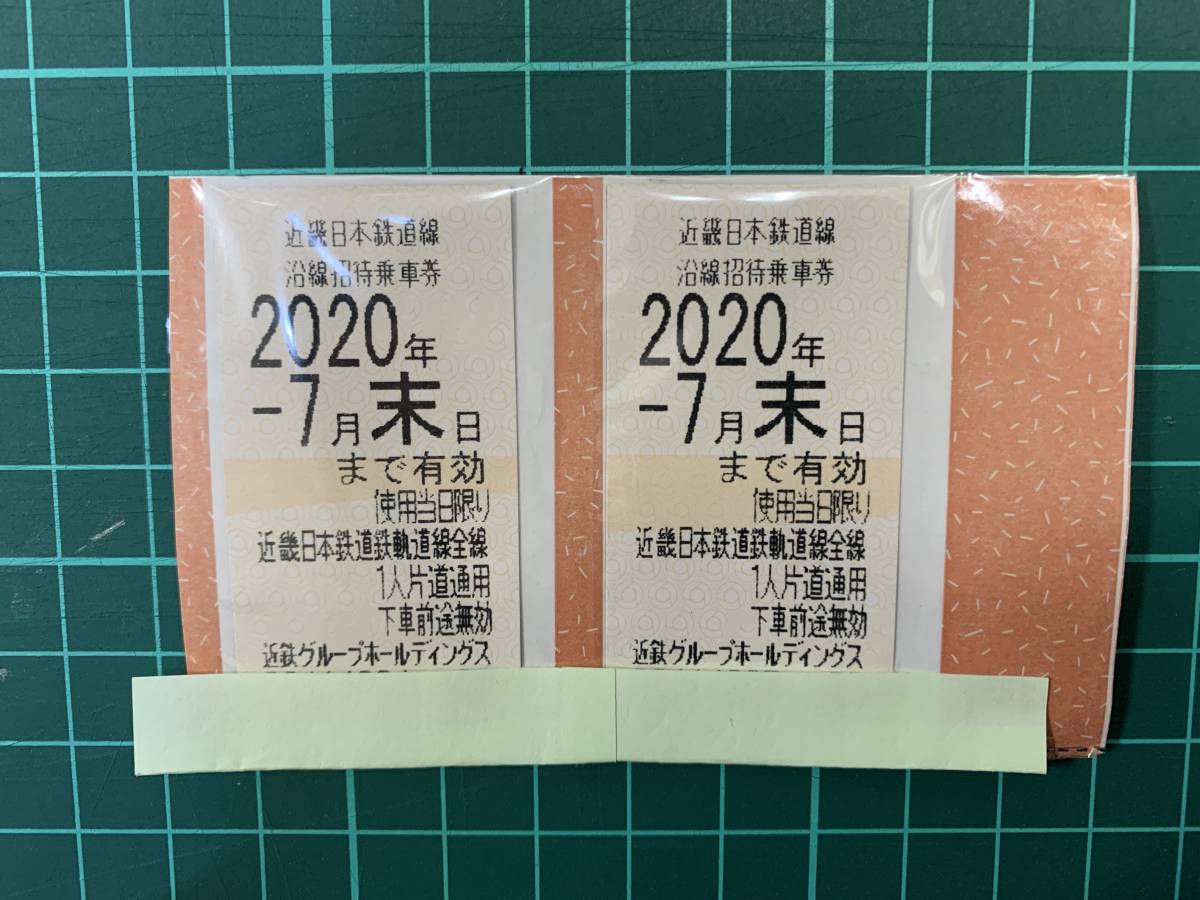 近畿日本鉄道線
沿線招待乗車券
2020年
-7月末日
まで有効
使用当日限り
近畿日本鉄道鉄軌道線全線
1人片道通用
下車前途無効
近鉄グループホールディングス
近畿日本鉄道線
沿線招待乗車券
2020年
-7月末日
まで有効
使用当日限り
近畿日本鉄道鉄軌道線全線
1人片道通用
下車前途無効
近鉄グループホールディングス